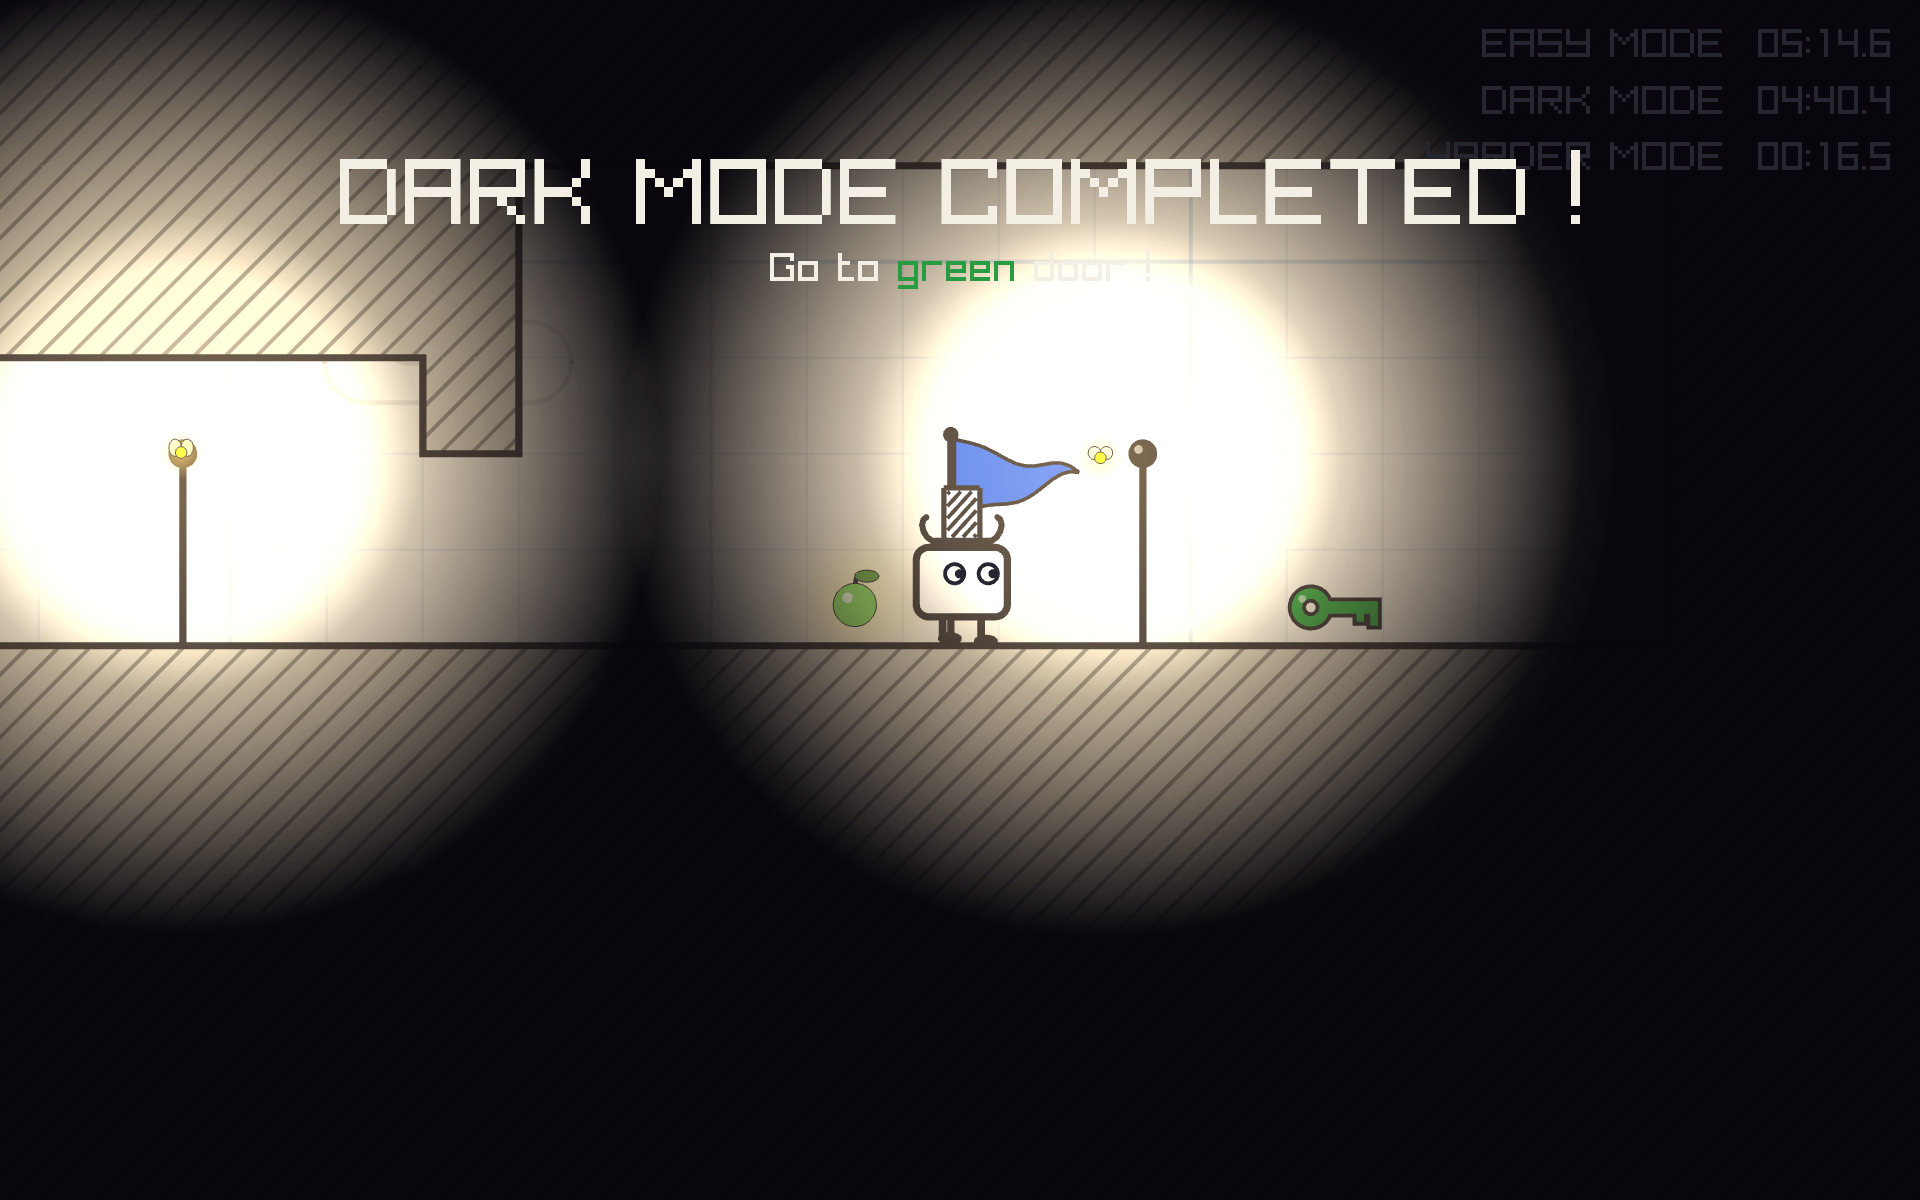 EASY MODE 05:14.6
DARK MODE 04:40.4
HARDER MODE 00:16.5
DARK MODE COMPLETED !
Go to green door !